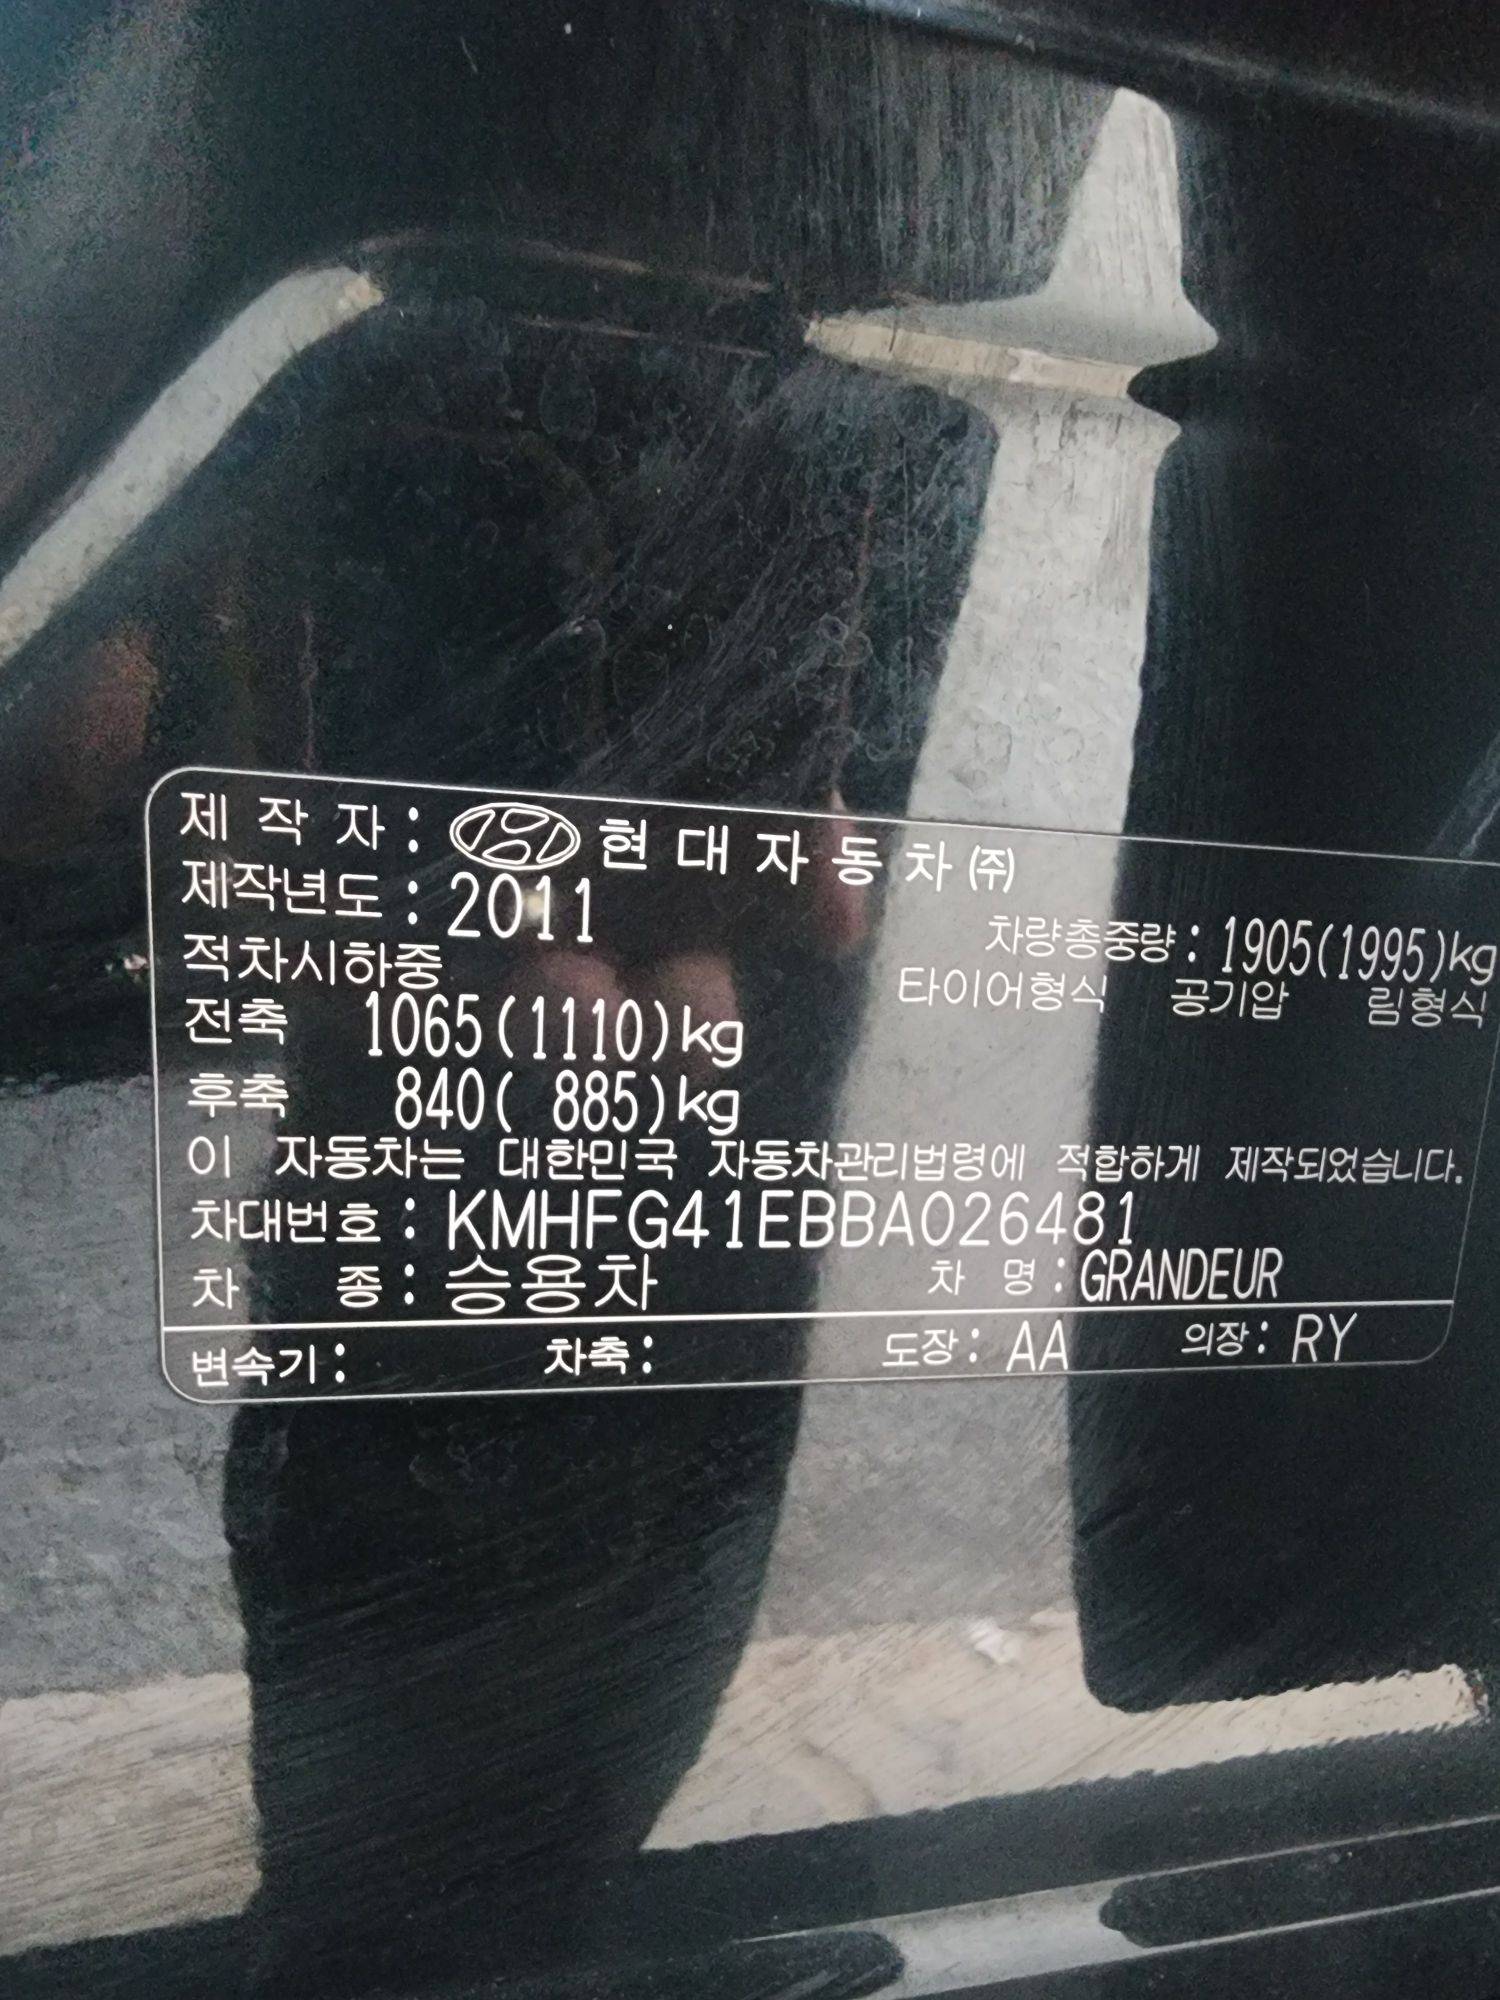 제 작 자 : 현 대 자 동 차 ㈜
제작년도 : 2011
차량총중량 : 1905(1995)kg
적차시하중
타이어형식 공기압 림형식
전축 1065(1110)kg
후축 840( 885)kg
이 자동차는 대한민국 자동차관리법령에 적합하게 제작되었습니다.
차대번호 : KMHFG41EBBA026481
차 종 : 승용차 차 명 : GRANDEUR
변속기 : 차축 : 도장 : AA 의장 : RY